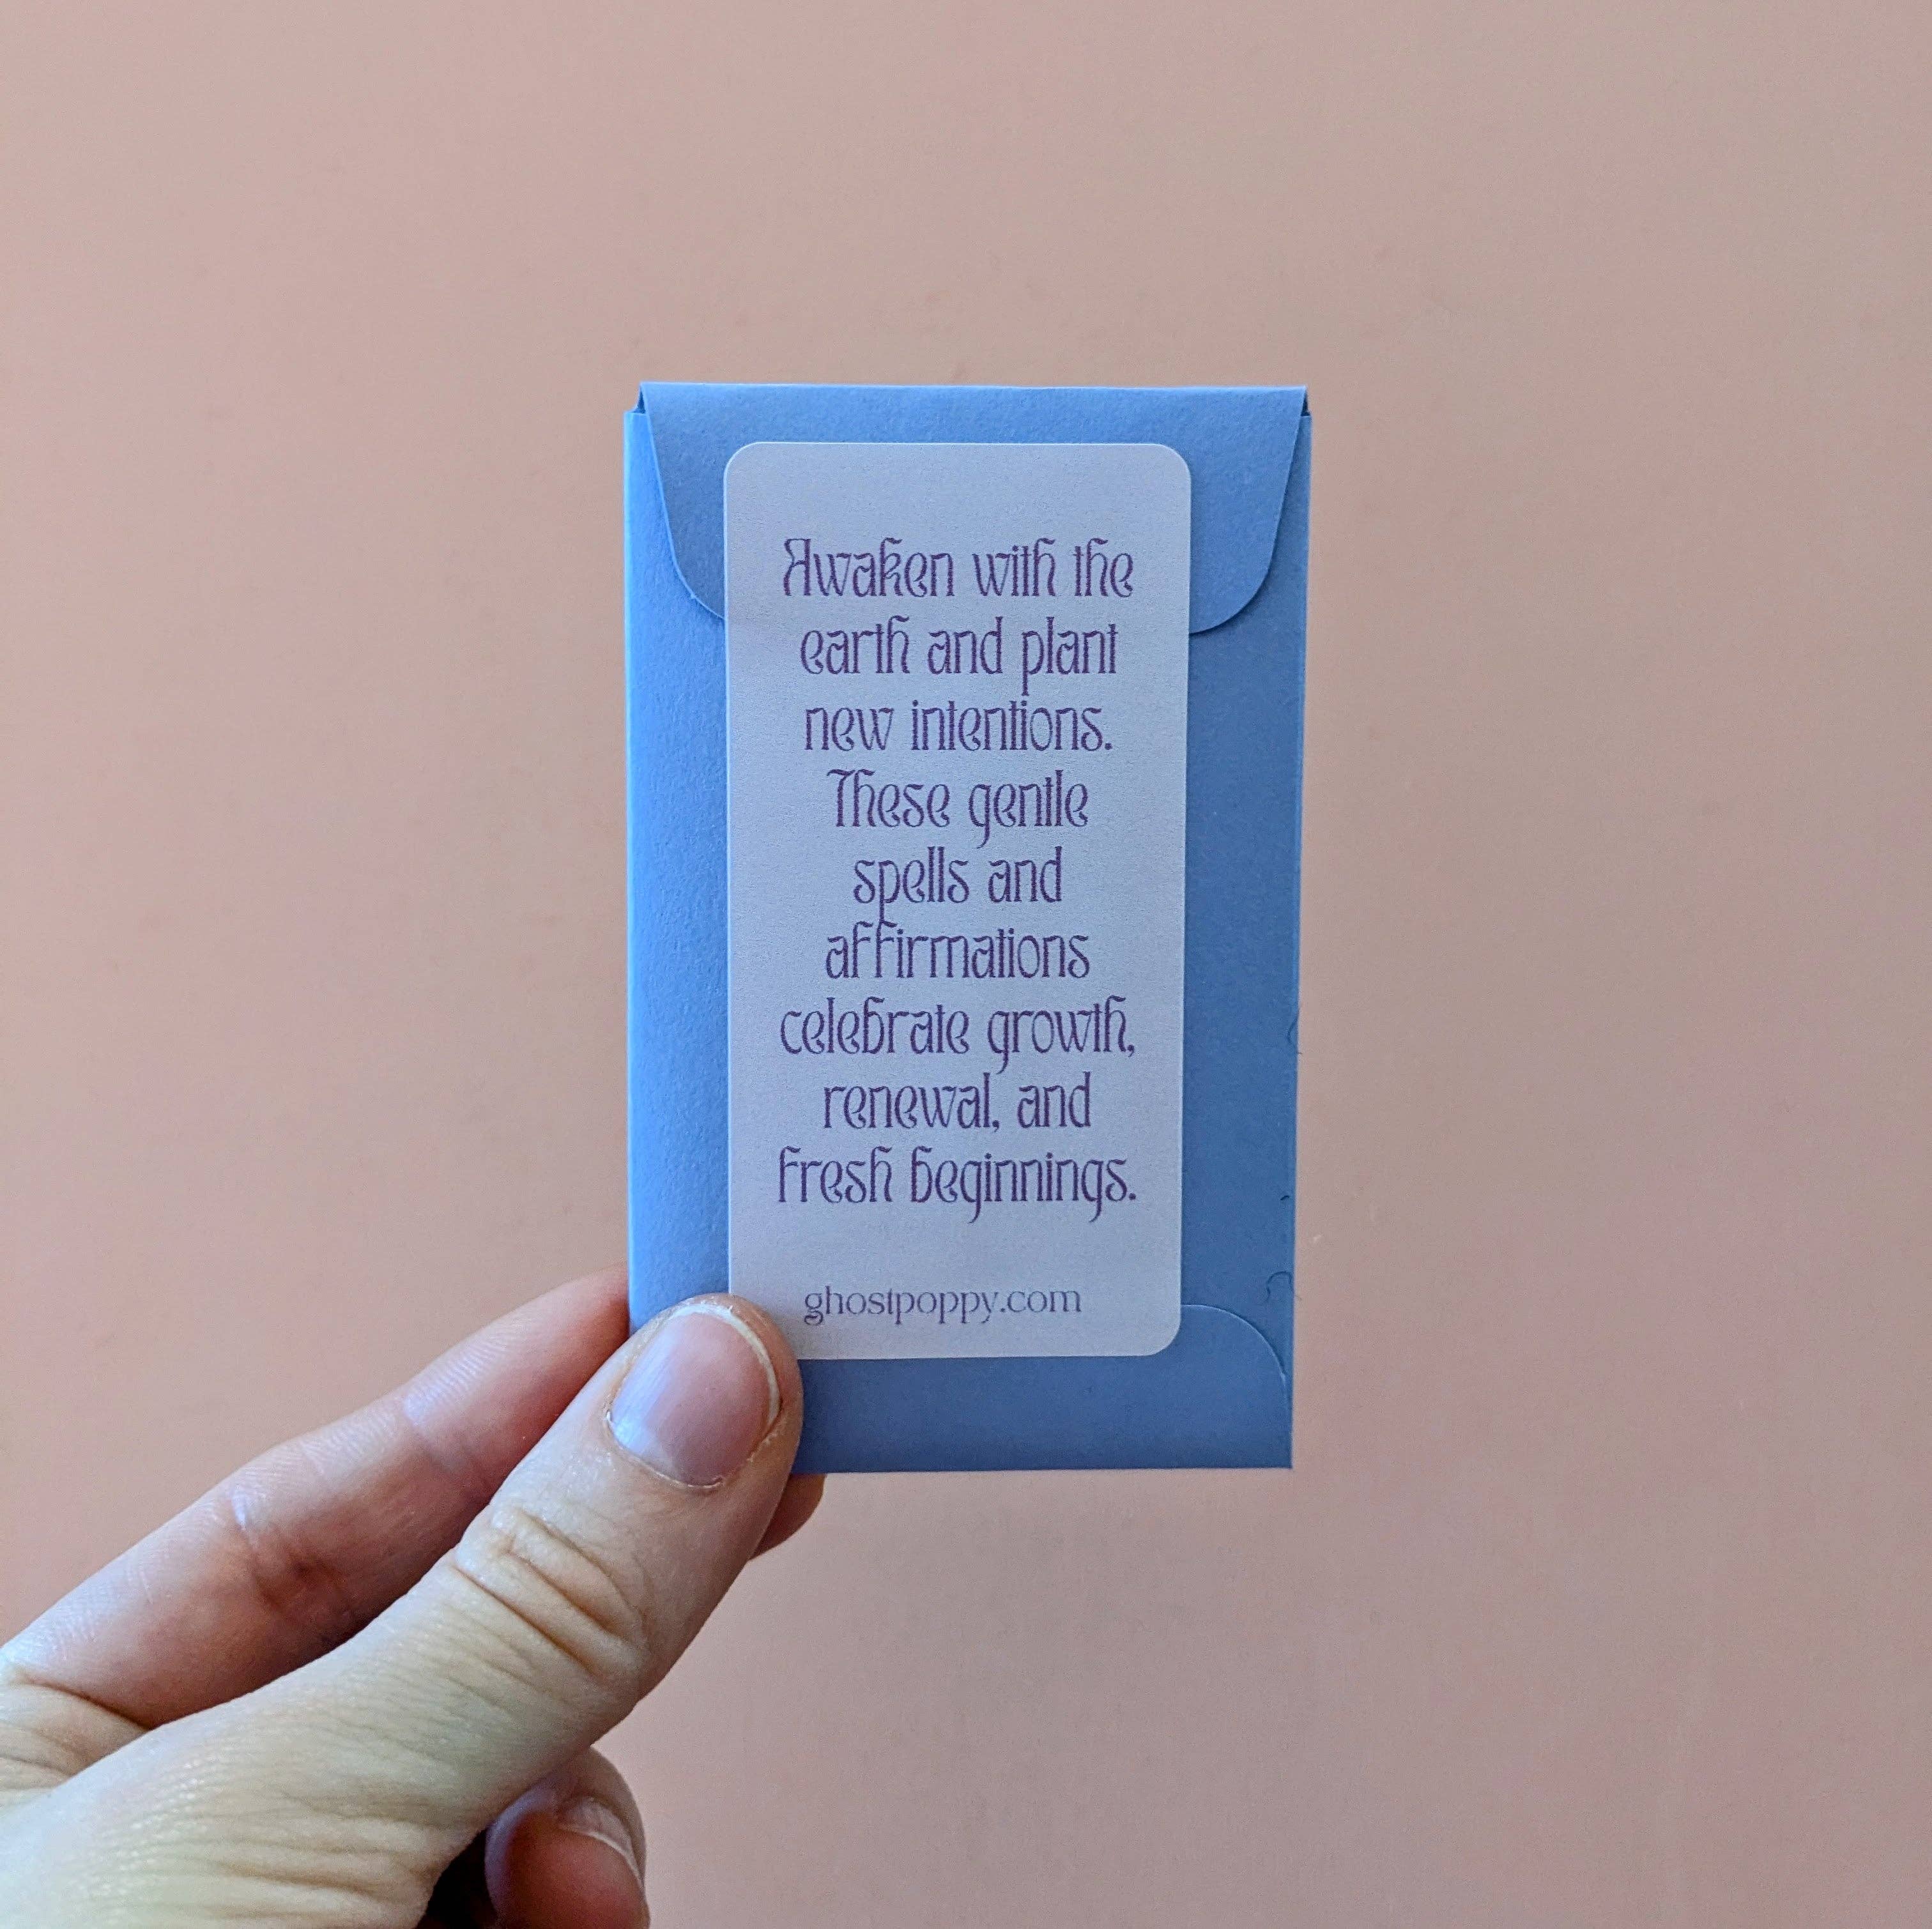 Awaken with the
earth and plant
new intentions.
These gentle
spells and
affirmations
celebrate growth,
renewal, and
fresh beginnings.
ghostpoppy.com